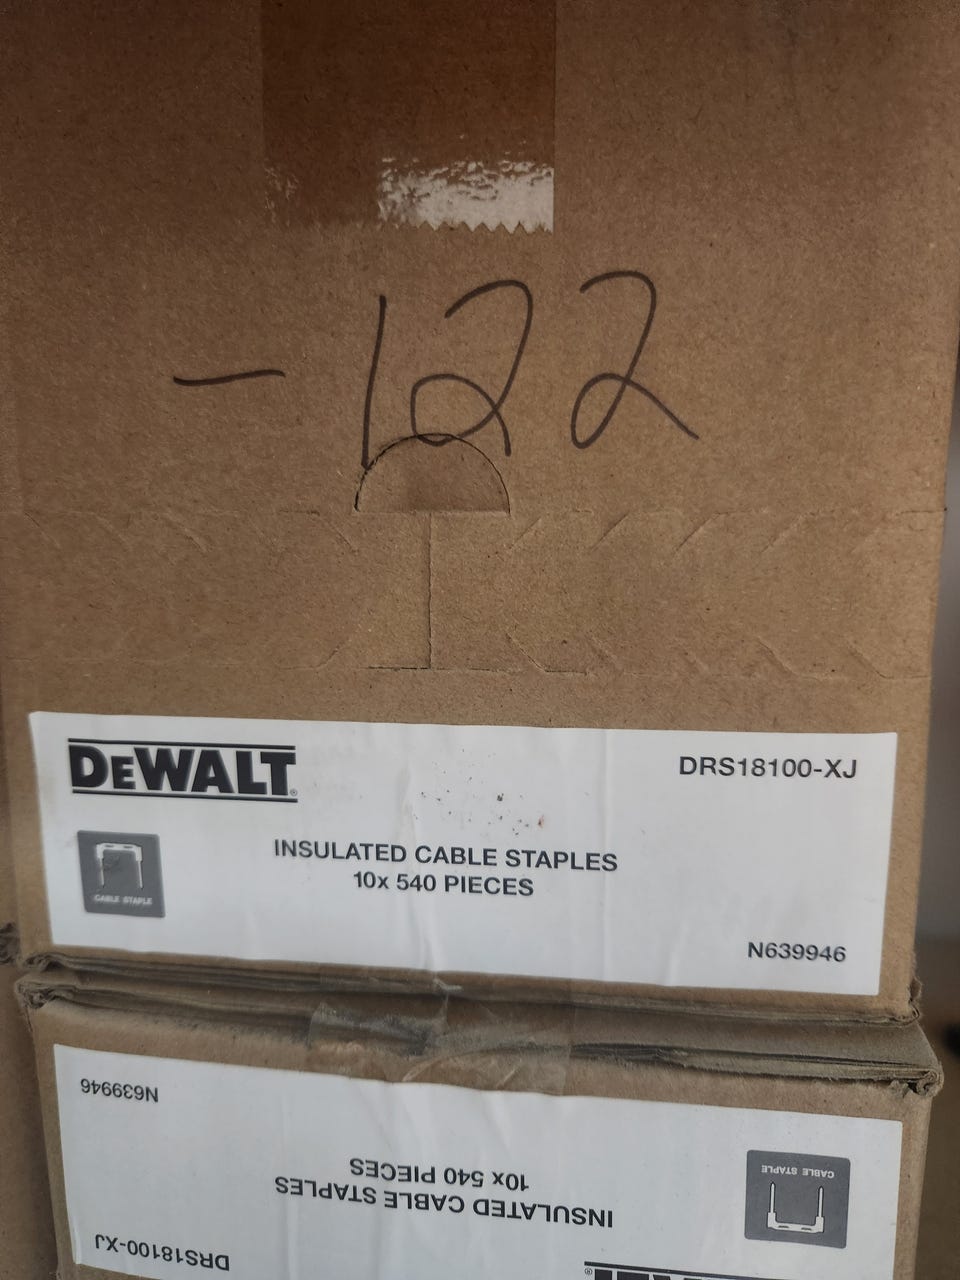 -122
DEWALT®
DRS18100-XJ
CABLE STAPLE
INSULATED CABLE STAPLES
10x 540 PIECES
N639946
N639946
CABLE STAPLE
10x 540 PIECES
INSULATED CABLE STAPLES
DRS18100-XJ
DEWALT®